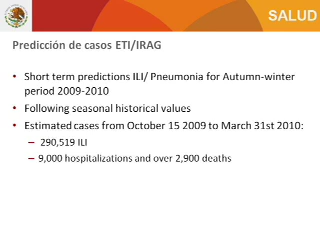 SALUD
Predicción de casos ETI/IRAG
• Short term predictions ILI/ Pneumonia for Autumn-winter
period 2009-2010
• Following seasonal historical values
• Estimated cases from October 15 2009 to March 31st 2010:
– 290,519 ILI
– 9,000 hospitalizations and over 2,900 deaths